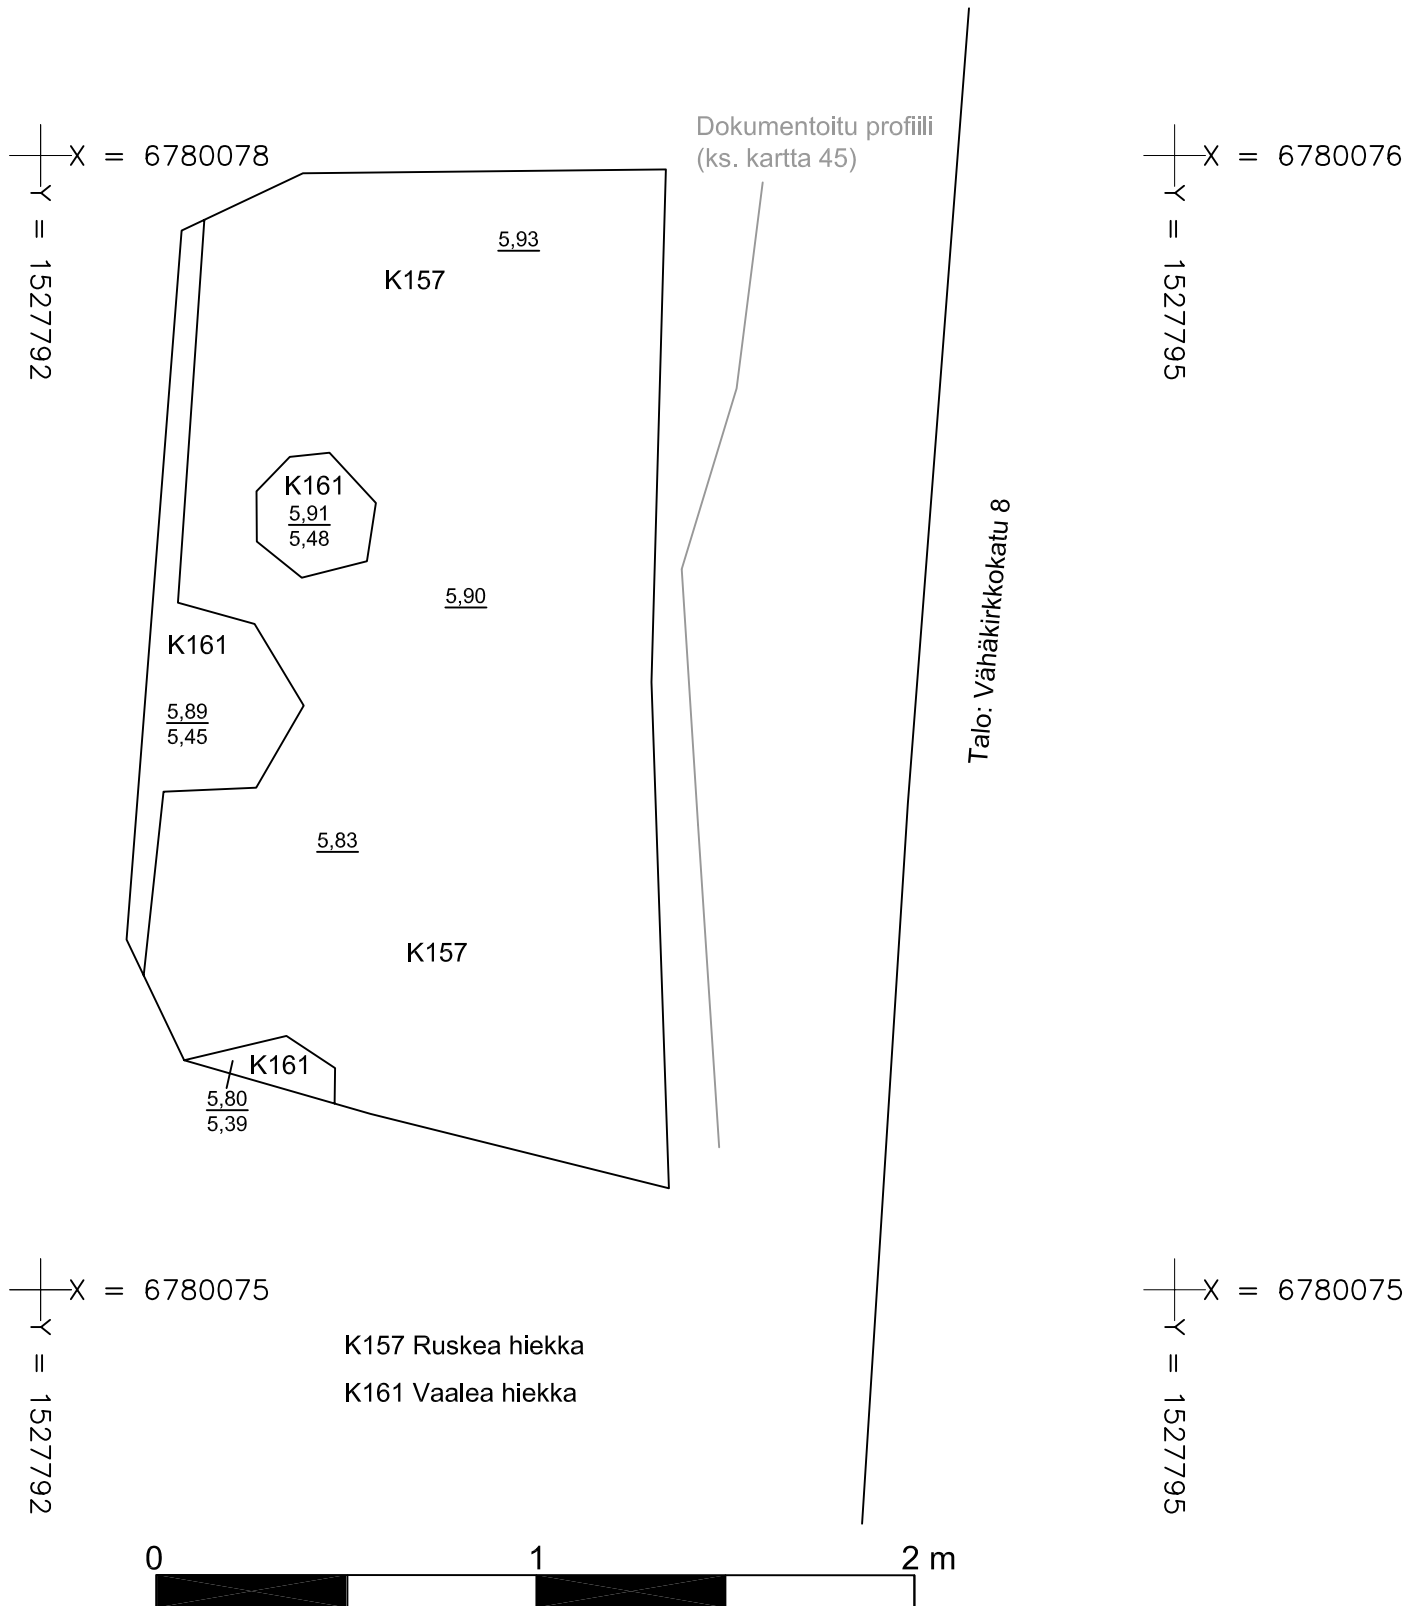 Dokumentoitu profiili
(ks. kartta 45)
X = 6780078
Y = 1527792
X = 6780076
Y = 1527795
5,93
K157
K161
5,91
5,48
5,90
K161
5,89
5,45
Talo: Vähäkirkkokatu 8
5,83
K157
K161
5,80
5,39
X = 6780075
Y = 1527792
X = 6780075
Y = 1527795
K157 Ruskea hiekka
K161 Vaalea hiekka
0 1 2 m